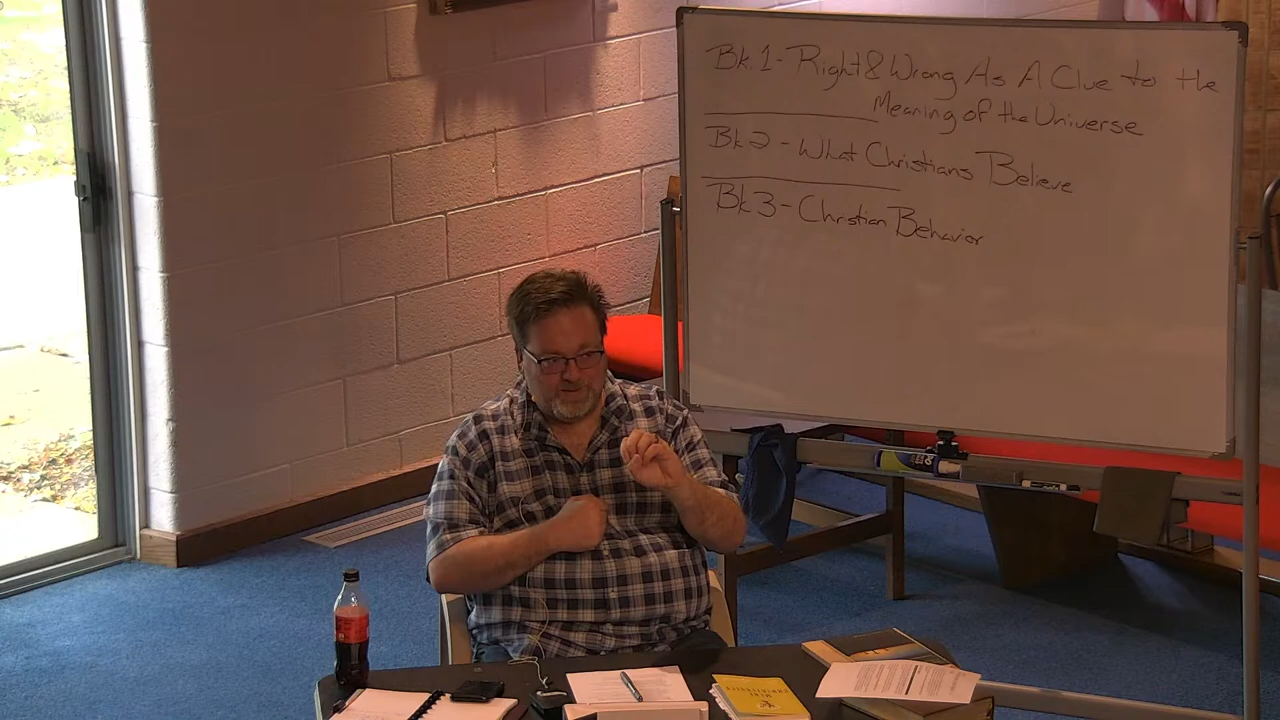 Bk. 1 - Right & Wrong As A Clue to the
Meaning of the Universe
Bk 2 - What Christians Believe
Bk 3 - Christian Behavior